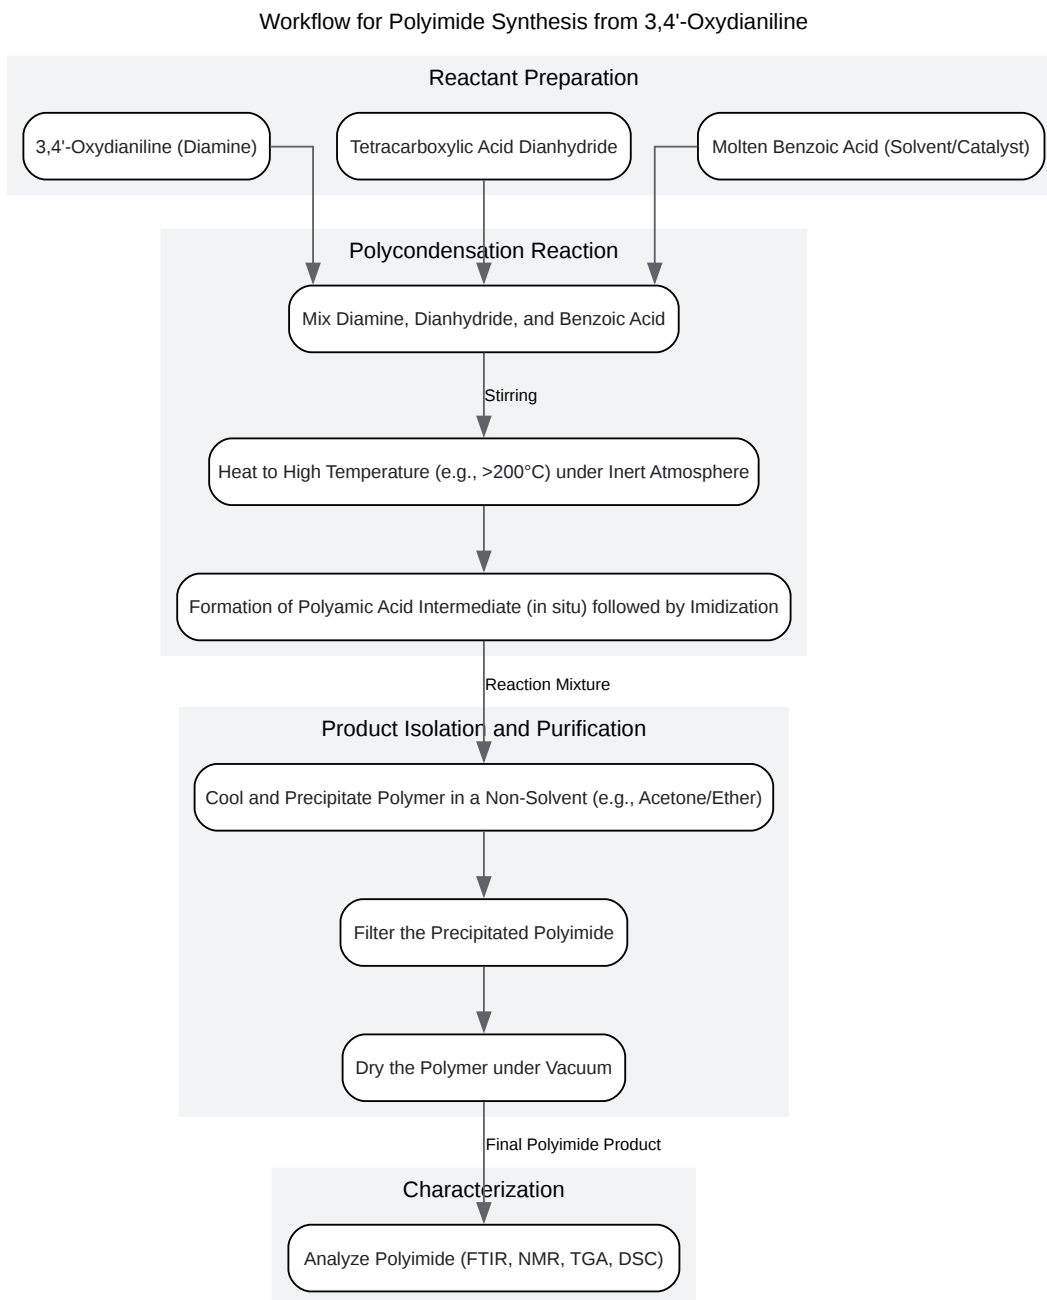 Workflow for Polyimide Synthesis from 3,4'-Oxydianiline
Reactant Preparation
3,4'-Oxydianiline (Diamine)
Tetracarboxylic Acid Dianhydride
Molten Benzoic Acid (Solvent/Catalyst)
Polycondensation Reaction
Mix Diamine, Dianhydride, and Benzoic Acid
Stirring
Heat to High Temperature (e.g., >200°C) under Inert Atmosphere
Formation of Polyamic Acid Intermediate (in situ) followed by Imidization
Reaction Mixture
Product Isolation and Purification
Cool and Precipitate Polymer in a Non-Solvent (e.g., Acetone/Ether)
Filter the Precipitated Polyimide
Dry the Polymer under Vacuum
Final Polyimide Product
Characterization
Analyze Polyimide (FTIR, NMR, TGA, DSC)